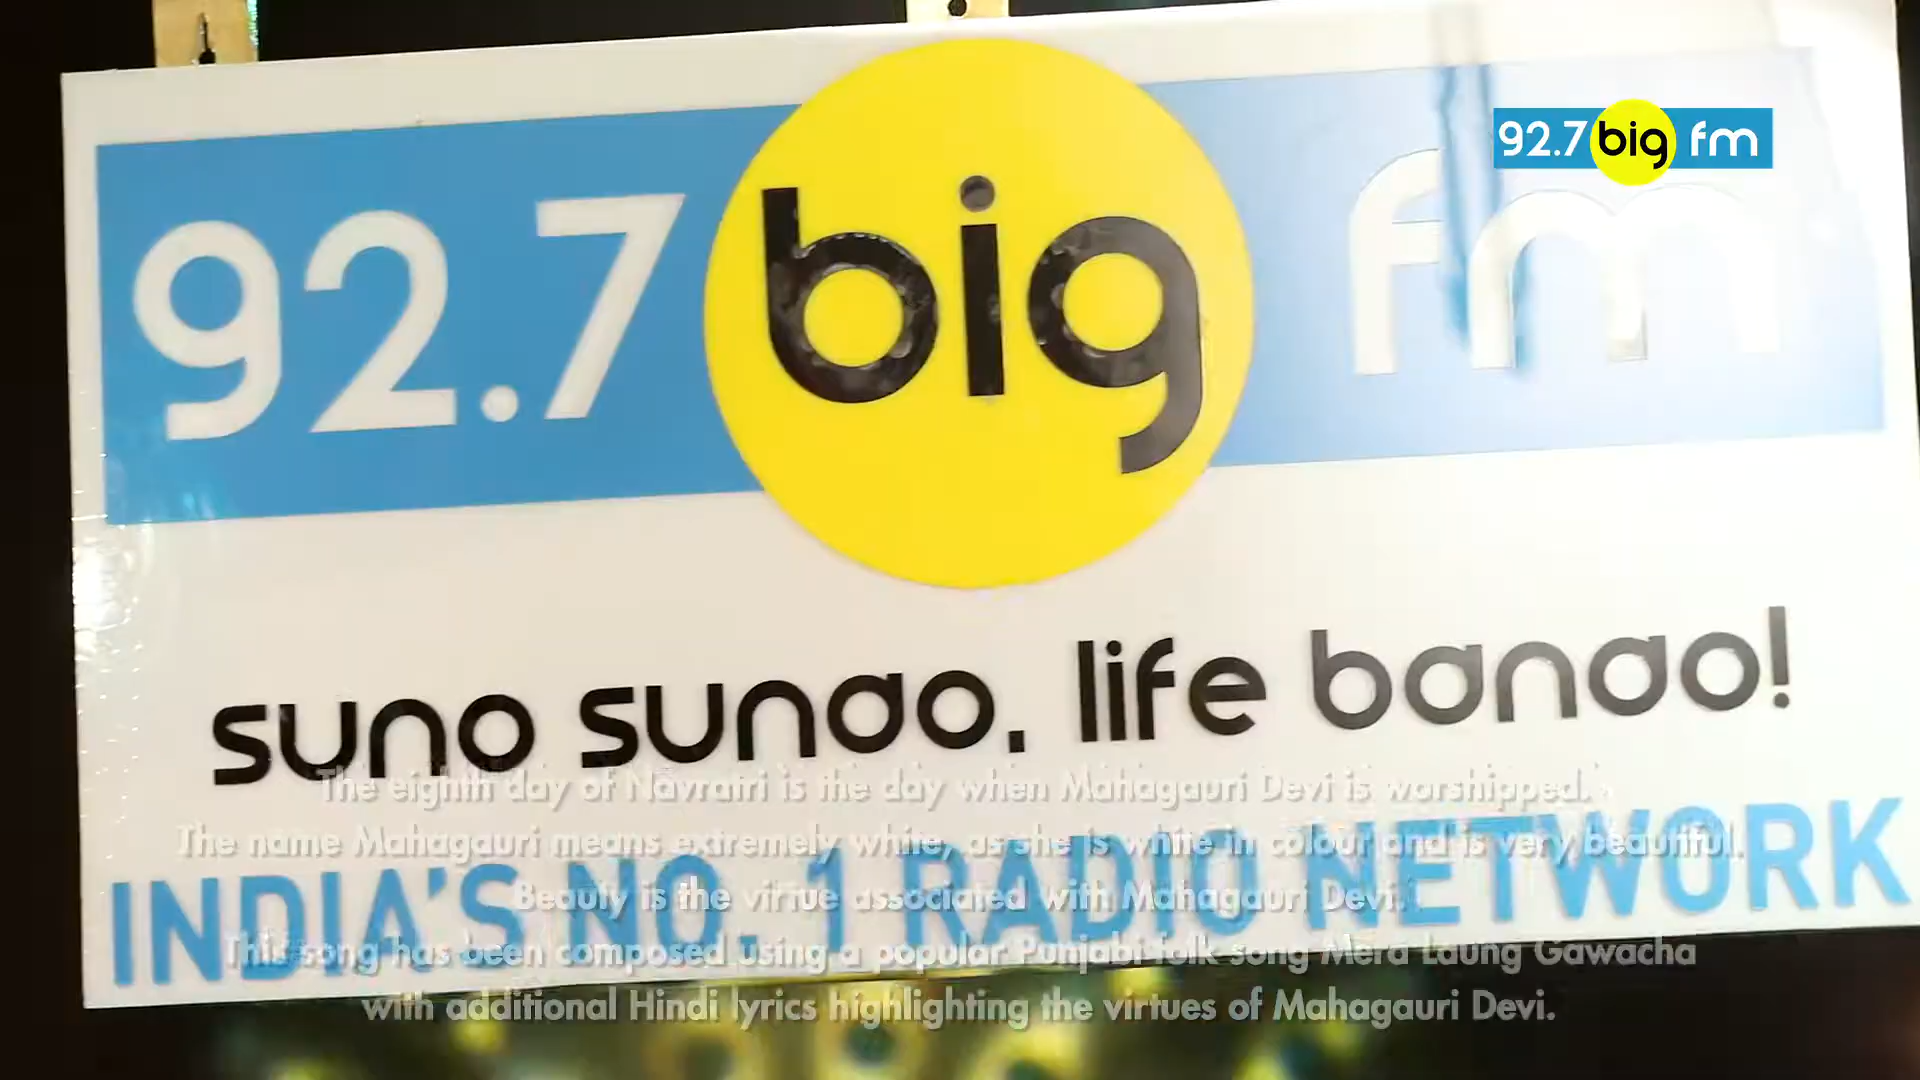 92.7 big fm
92.7 big fm
suno sunao, life banao!
The eighth day of Navratri is the day when Mahagauri Devi is worshipped.
The name Mahagauri means extremely white, as she is white in colour and is very beautiful.
INDIA'S NO. 1 RADIO NETWORK
Beauty is the virtue associated with Mahagauri Devi.
This song has been composed using a popular Punjabi folk song Mera Laung Gawacha
with additional Hindi lyrics highlighting the virtues of Mahagauri Devi.